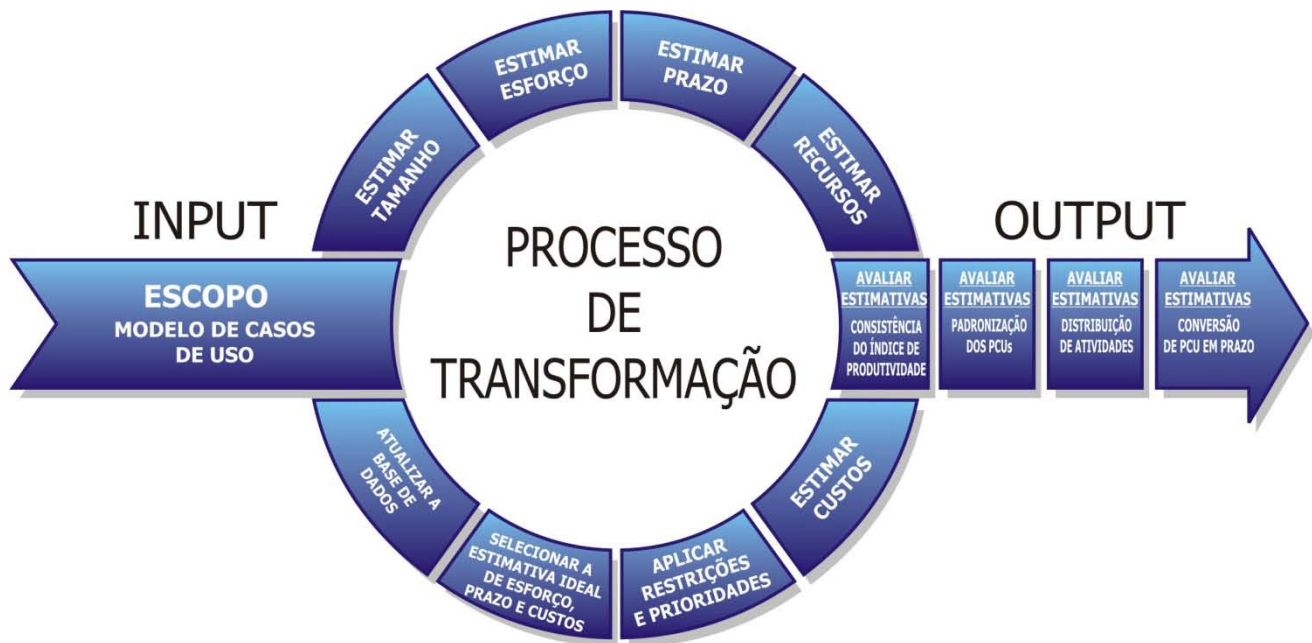 INPUT
ESCOPO
MODELO DE CASOS
DE USO
ESTIMAR
TAMANHO
ESTIMAR
ESFORÇO
ESTIMAR
PRAZO
ESTIMAR
RECURSOS
PROCESSO
DE
TRANSFORMAÇÃO
OUTPUT
AVALIAR
ESTIMATIVAS
CONSISTÊNCIA
DO ÍNDICE DE
PRODUTIVIDADE
AVALIAR
ESTIMATIVAS
PADRONIZAÇÃO
DOS PCUs
AVALIAR
ESTIMATIVAS
DISTRIBUIÇÃO
DE ATIVIDADES
AVALIAR
ESTIMATIVAS
CONVERSÃO
DE PCU EM PRAZO
ESTIMAR
CUSTOS
APLICAR
RESTRIÇÕES
E PRIORIDADES
SELECIONAR A
ESTIMATIVA IDEAL
DE ESFORÇO,
PRAZO E CUSTOS
ATUALIZAR A
BASE DE
DADOS